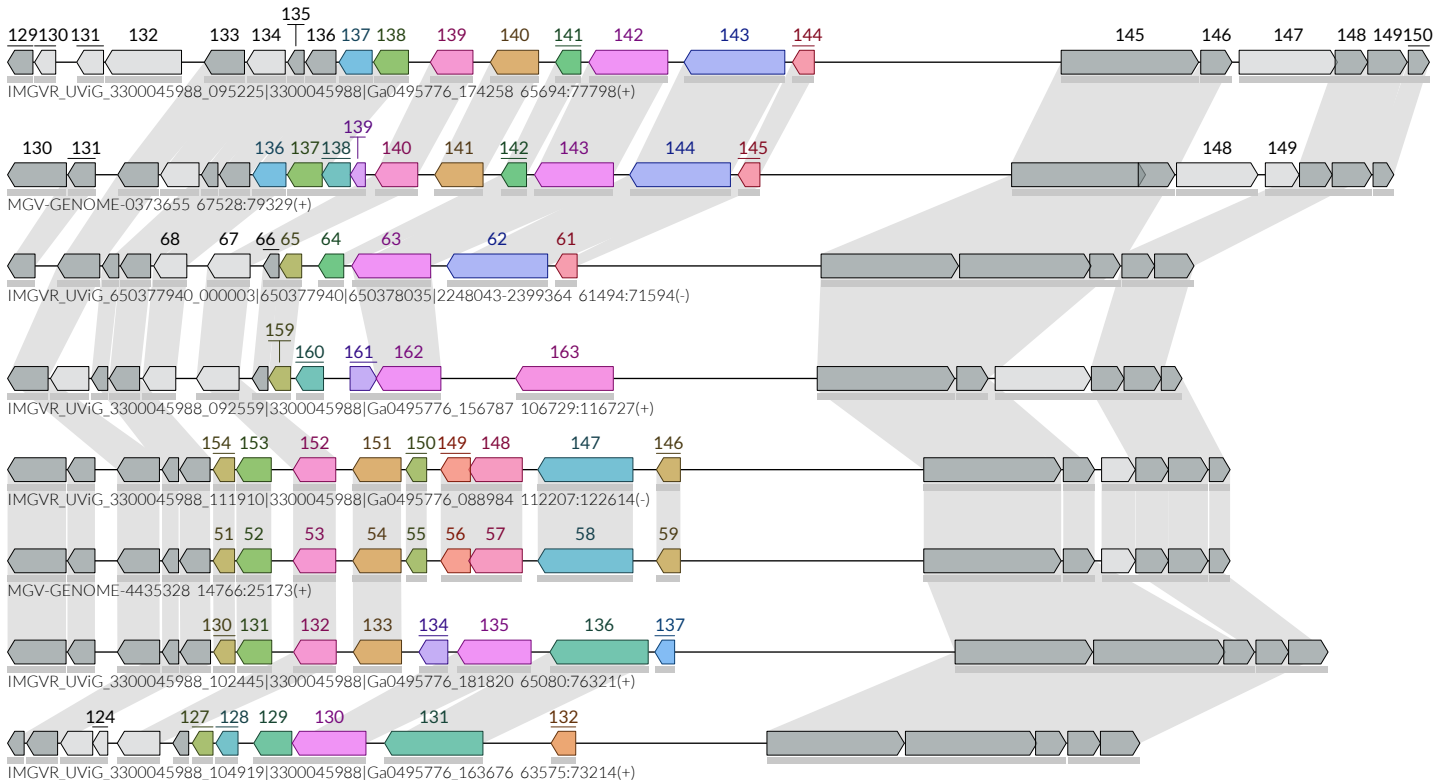 135
129 130 131 132 133 134 136 137 138 139 140 141 142 143 144 145 146 147 148 149 150
IMGVR_UViG_3300045988_095225|3300045988|Ga0495776_174258 65694:77798(+)
139
130 131 136 137 138 140 141 142 143 144 145 148 149
MGV-GENOME-0373655 67528:79329(+)
68 67 66 65 64 63 62 61
IMGVR_UViG_650377940_000003|650377940|650378035|2248043-2399364 61494:71594(-)
159
160 161 162 163
IMGVR_UViG_3300045988_092559|3300045988|Ga0495776_156787 106729:116727(+)
154 153 152 151 150 149 148 147 146
IMGVR_UViG_3300045988_111910|3300045988|Ga0495776_088984 112207:122614(-)
51 52 53 54 55 56 57 58 59
MGV-GENOME-4435328 14766:25173(+)
130 131 132 133 134 135 136 137
IMGVR_UViG_3300045988_102445|3300045988|Ga0495776_181820 65080:76321(+)
124 127 128 129 130 131 132
IMGVR_UViG_3300045988_104919|3300045988|Ga0495776_163676 63575:73214(+)